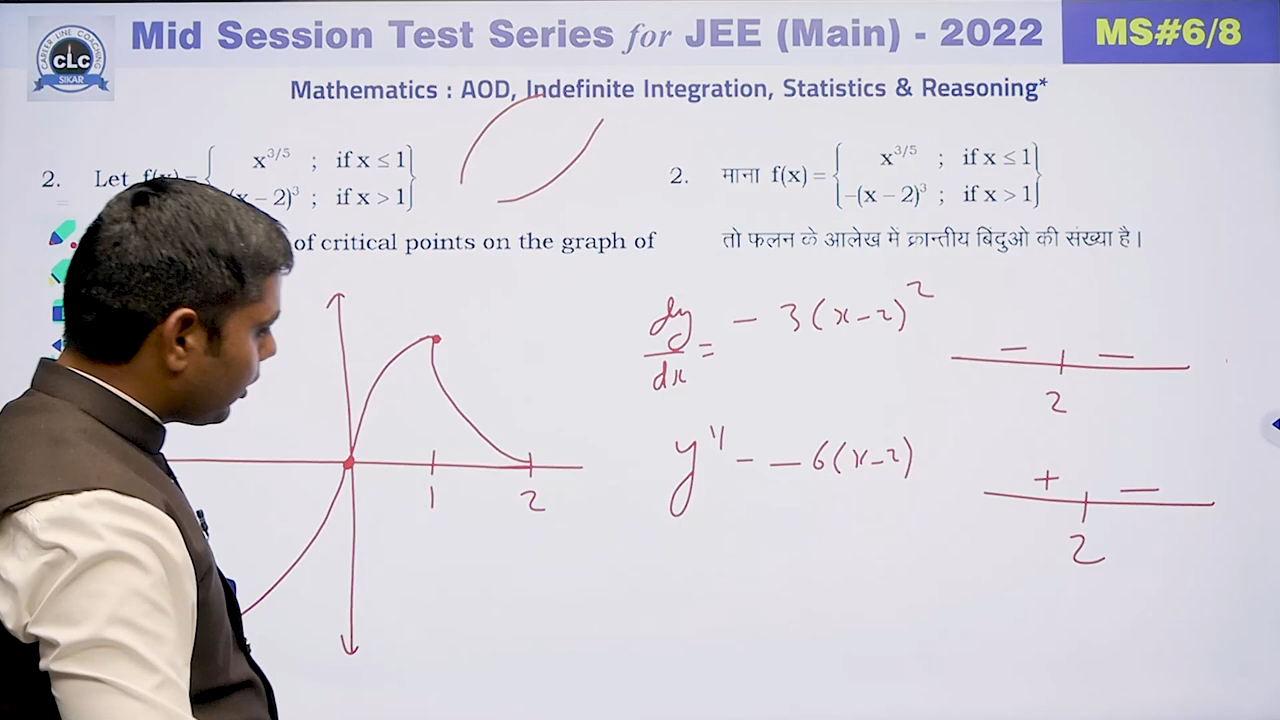 CAREER LINE COACHING
CLC
SIKAR
Mid Session Test Series for JEE (Main) - 2022
MS#6/8
Mathematics : AOD, Indefinite Integration, Statistics & Reasoning*
2. Let f(x) = { x^{3/5} ; if x ≤ 1
x – 2)³ ; if x > 1 }
of critical points on the graph of
2. माना f(x) = { x^{3/5} ; if x ≤ 1
–(x – 2)³ ; if x > 1 }
तो फलन के आलेख में क्रान्तीय बिदुओ की संख्या है।
dy/dx = – 3(x–2)²
– –
2
y'' – – 6(x–2)
+ –
2
1 2